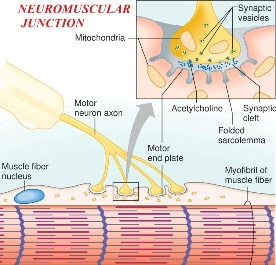 NEUROMUSCULAR
JUNCTION
Synaptic
vesicles
Mitochondria
Acetylcholine
Synaptic
cleft
Folded
sarcolemma
Motor
neuron axon
Motor
end plate
Muscle fiber
nucleus
Myofibril of
muscle fiber